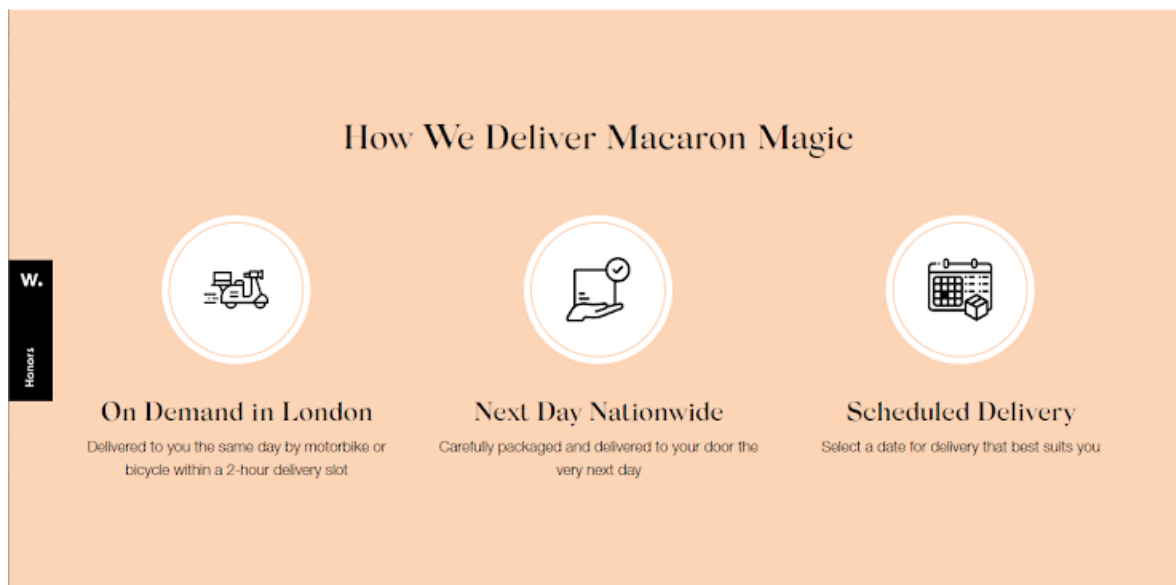 How We Deliver Macaron Magic
W.
Honors
On Demand in London
Delivered to you the same day by motorbike or
bicycle within a 2-hour delivery slot
Next Day Nationwide
Carefully packaged and delivered to your door the
very next day
Scheduled Delivery
Select a date for delivery that best suits you